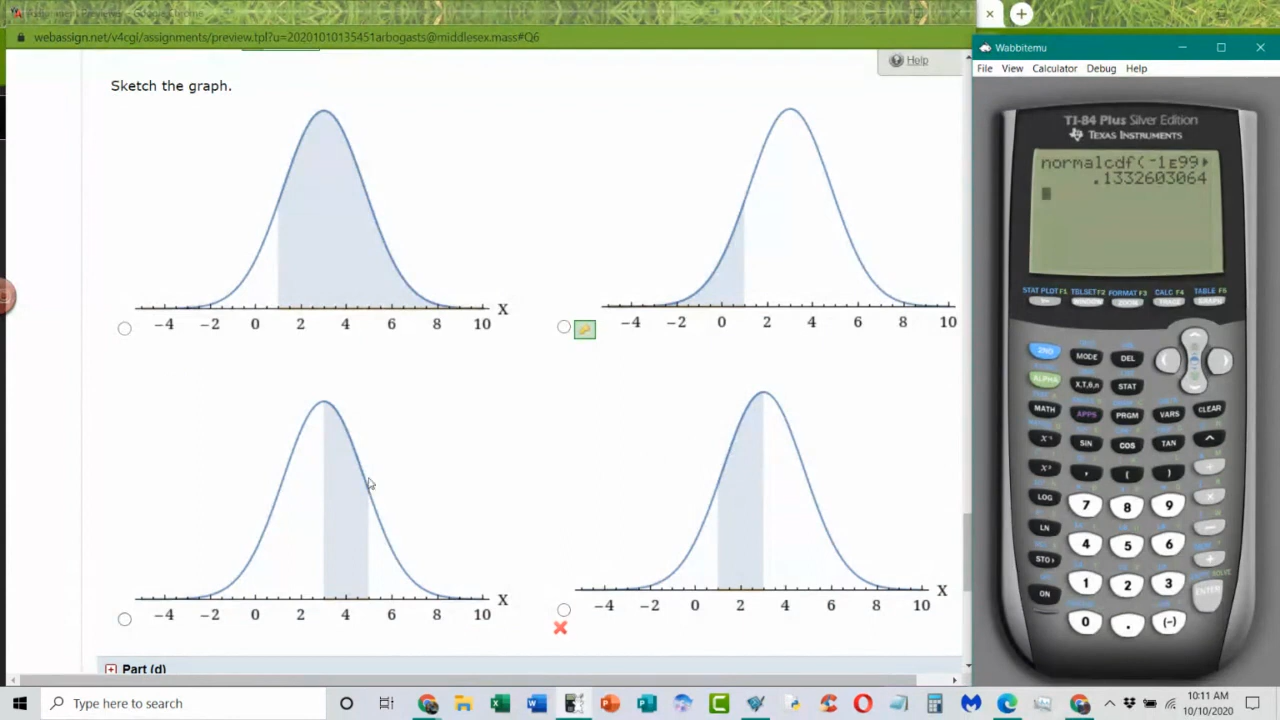 webassign.net/v4cgi/assignments/preview.tpl?u=20201010135451arbogasts@middlesex.mass#Q6
Help
Sketch the graph.
−4 −2 0 2 4 6 8 10 X
−4 −2 0 2 4 6 8 10
−4 −2 0 2 4 6 8 10 X
−4 −2 0 2 4 6 8 10 X
Part (d)
Wabbitemu
File View Calculator Debug Help
TI-84 Plus Silver Edition
TEXAS INSTRUMENTS
normalcdf(-1E99
.1332603064
STAT PLOT F1 TBLSET F2 FORMAT F3 CALC F4 TABLE F5
Y= WINDOW ZOOM TRACE GRAPH
2ND MODE DEL
ALPHA X,T,θ,n STAT
MATH APPS PRGM VARS CLEAR
SIN COS TAN ^
, ( )
LOG 7 8 9
LN 4 5 6
STO› 1 2 3
ON 0 . (−) ENTER
Type here to search
10:11 AM
10/10/2020